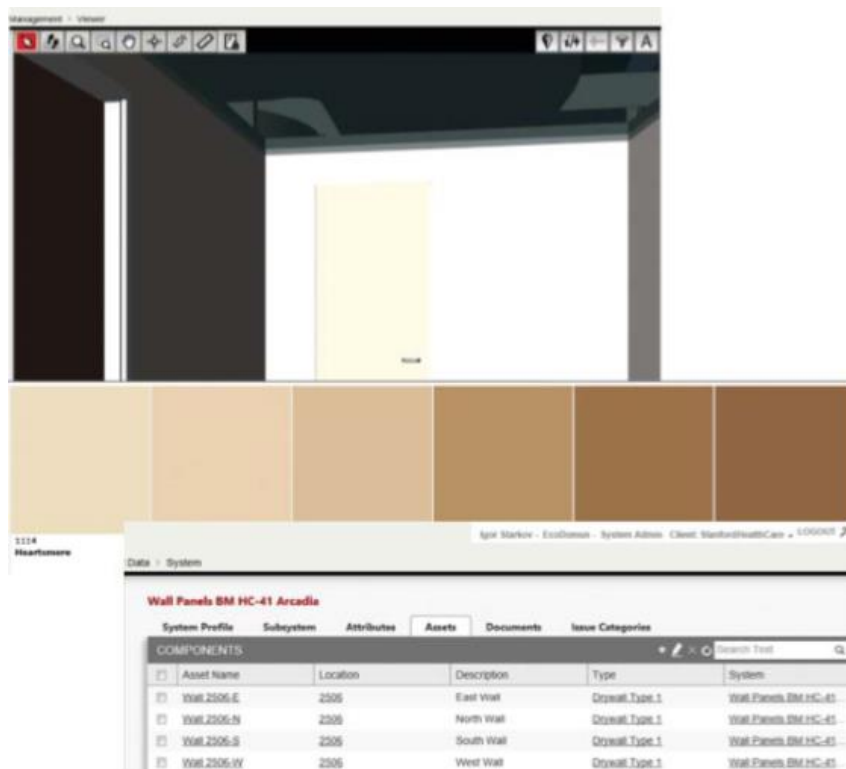 Management > Viewer
A
1114
Heartsmere
Igor Starkov - EcoDomus - System Admin Client: StanfordHealthCare LOGOUT
Data > System
Wall Panels BM HC-41 Arcadia
System Profile Subsystem Attributes Assets Documents Issue Categories
COMPONENTS Search Text
Asset Name Location Description Type System
Wall 2506-E 2506 East Wall Drywall Type 1 Wall Panels BM HC-41...
Wall 2506-N 2506 North Wall Drywall Type 1 Wall Panels BM HC-41...
Wall 2506-S 2506 South Wall Drywall Type 1 Wall Panels BM HC-41...
Wall 2506-W 2506 West Wall Drywall Type 1 Wall Panels BM HC-41...